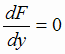 dF/dy = 0